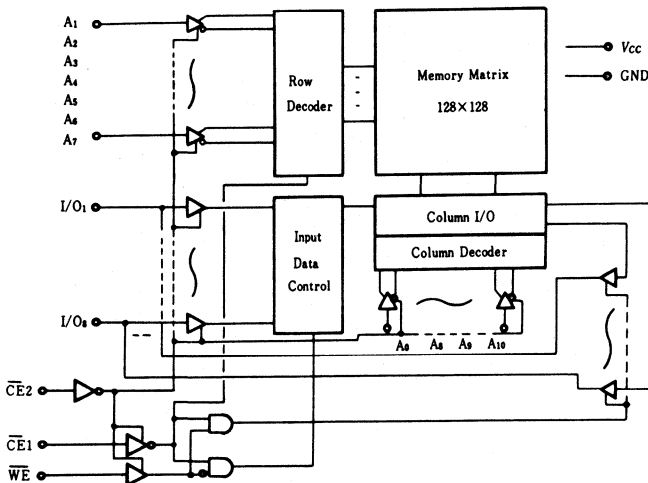 A1
A2
A3
A4
A5
A6
A7
Row
Decoder
Memory Matrix
128×128
Vcc
GND
I/O1
I/O8
Input
Data
Control
Column I/O
Column Decoder
A0 A8 A9 A10
CE2
CE1
WE